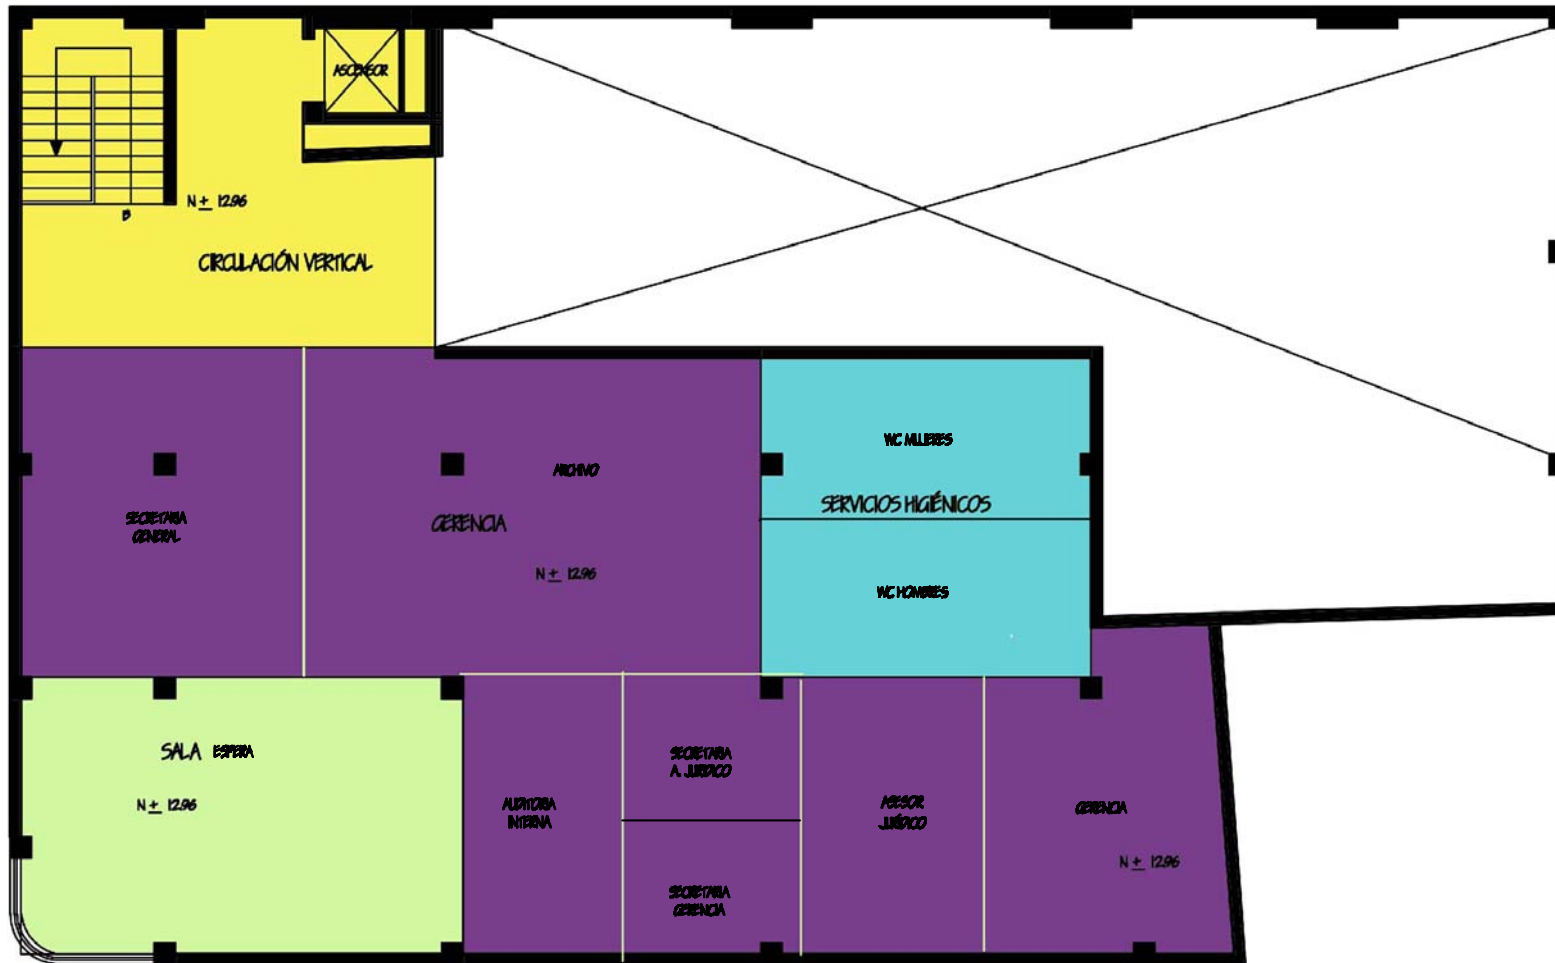 ASCENSOR
N ± 12.96
B
CIRCULACIÓN VERTICAL
WC MUJERES
ARCHIVO
SERVICIOS HIGIÉNICOS
SECRETARIA
GENERAL
GERENCIA
N ± 12.96
WC HOMBRES
SALA ESPERA
N ± 12.96
AUDITORIA
INTERNA
SECRETARIA
A. JURIDICO
SECRETARIA
GERENCIA
ASESOR
JURÍDICO
GERENCIA
N ± 12.96